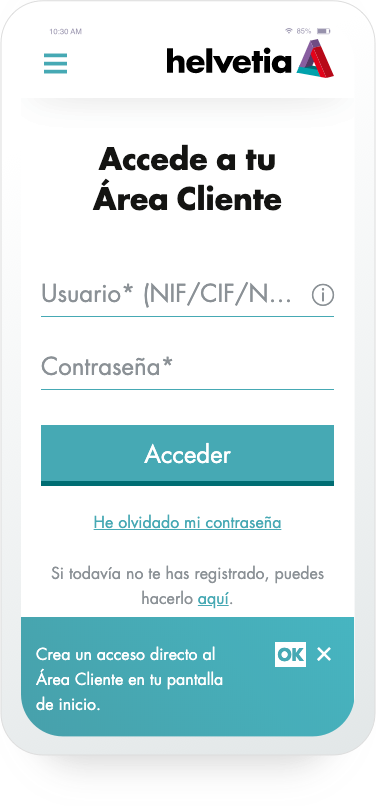 10:30 AM
85%
helvetia
Accede a tu
Área Cliente
Usuario* (NIF/CIF/N...
Contraseña*
Acceder
He olvidado mi contraseña
Si todavía no te has registrado, puedes
hacerlo aquí.
Crea un acceso directo al
Área Cliente en tu pantalla
de inicio.
OK